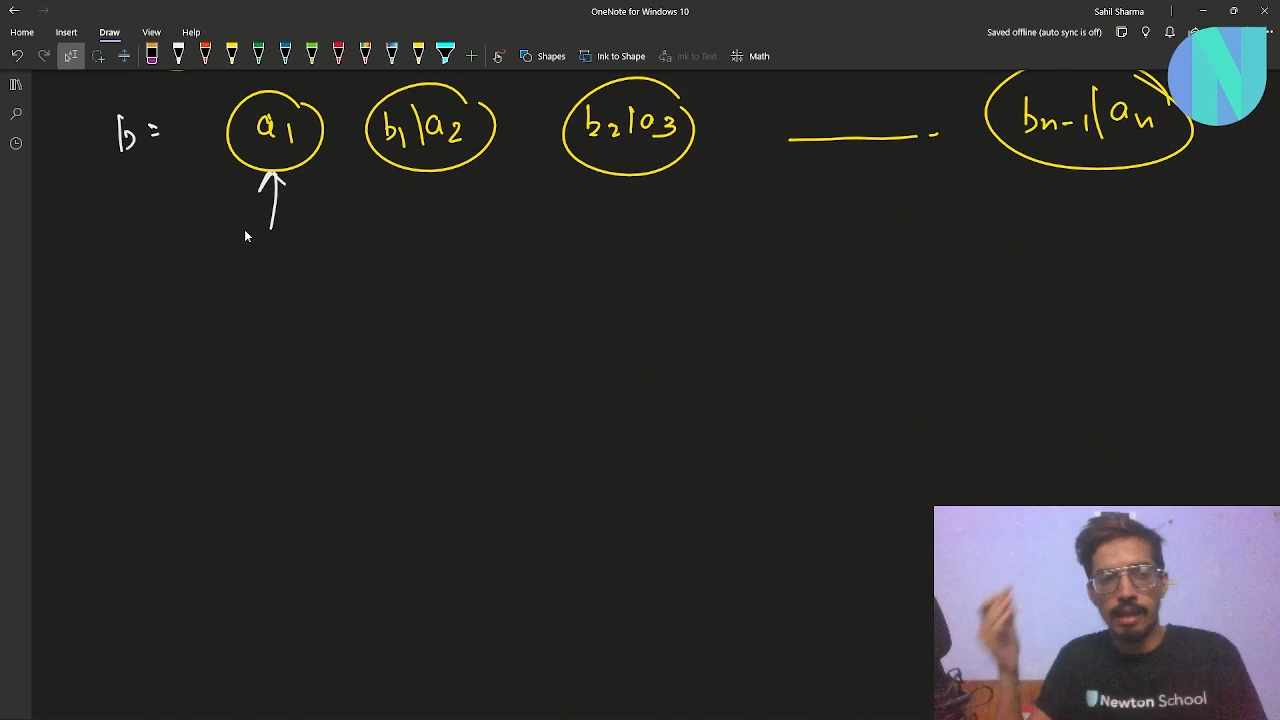 OneNote for Windows 10
Sahil Sharma
Home Insert Draw View Help
Saved offline (auto sync is off)
Shapes Ink to Shape Ink to Text Math
N
b = a1 b1|a2 b2|a3 bn-1|an
Newton School